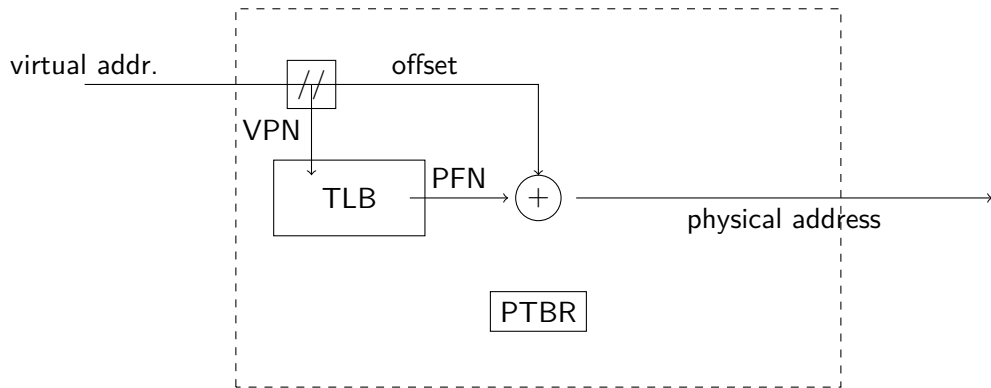 virtual addr.
//
offset
VPN
TLB
PFN
+
physical address
PTBR